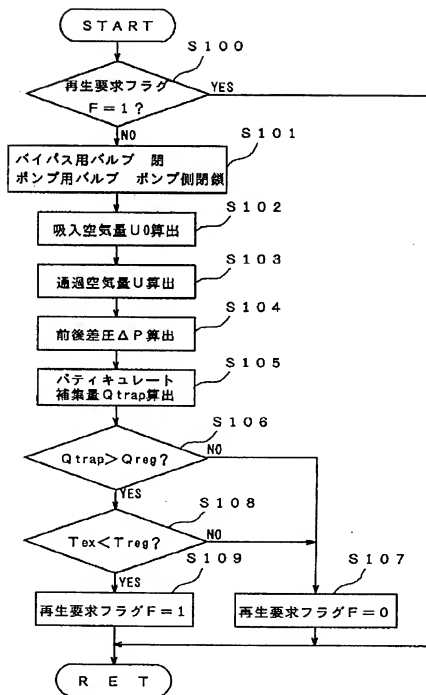 START
S100
再生要求フラグ
F=1?
YES
NO
S101
バイパス用バルブ 閉
ポンプ用バルブ ポンプ側閉鎖
S102
吸入空気量U0算出
S103
通過空気量U算出
S104
前後差圧ΔP算出
S105
パティキュレート
補集量Qtrap算出
S106
Qtrap>Qreg?
NO
YES
S108
Tex<Treg?
NO
YES
S109
S107
再生要求フラグF=1
再生要求フラグF=0
RET